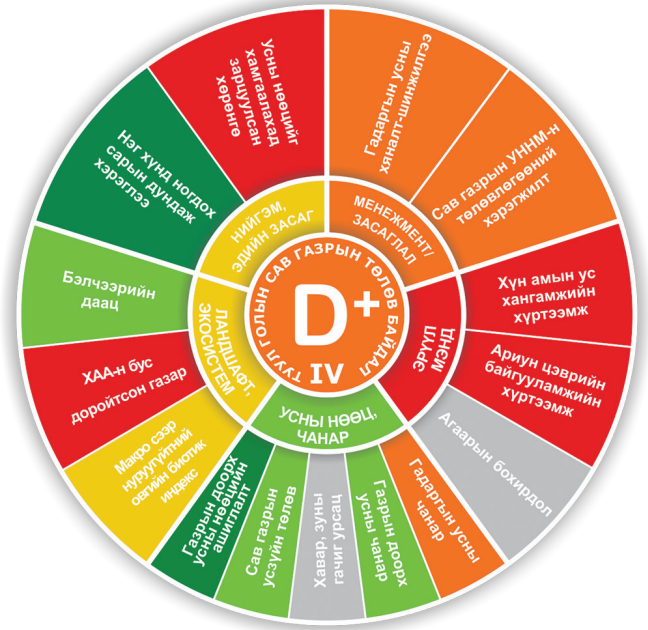 ТУУЛ ГОЛЫН САВ ГАЗРЫН ТӨЛӨВ БАЙДАЛ
D+
IV
МЕНЕЖМЕНТ/
ЗАСАГЛАЛ
Гадаргын усны
хяналт-шинжилгээ
Сав газрын УННМ-н
төлөвлөгөөний
хэрэгжилт
ЭРҮҮЛ
МЭНД
Хүн амын ус
хангамжийн
хүртээмж
Ариун цэврийн
байгууламжийн
хүртээмж
Агаарын бохирдол
УСНЫ НӨӨЦ,
ЧАНАР
Гадаргын усны
чанар
Газрын доорх
усны чанар
Хавар, зуны
гачиг урсац
Сав газрын
усзүйн төлөв
Газрын доорх
усны нөөцийн
ашиглалт
ЛАНДШАФТ,
ЭКОСИСТЕМ
Макро сээр
нуруугүйтний
овгийн биотик
индекс
ХАА-н бус
доройтсон газар
Бэлчээрийн
даац
НИЙГЭМ,
ЭДИЙН ЗАСАГ
Нэг хүнд ногдох
сарын дундаж
хэрэглээ
Усны нөөцийг
хамгаалахад
зарцуулсан
хөрөнгө